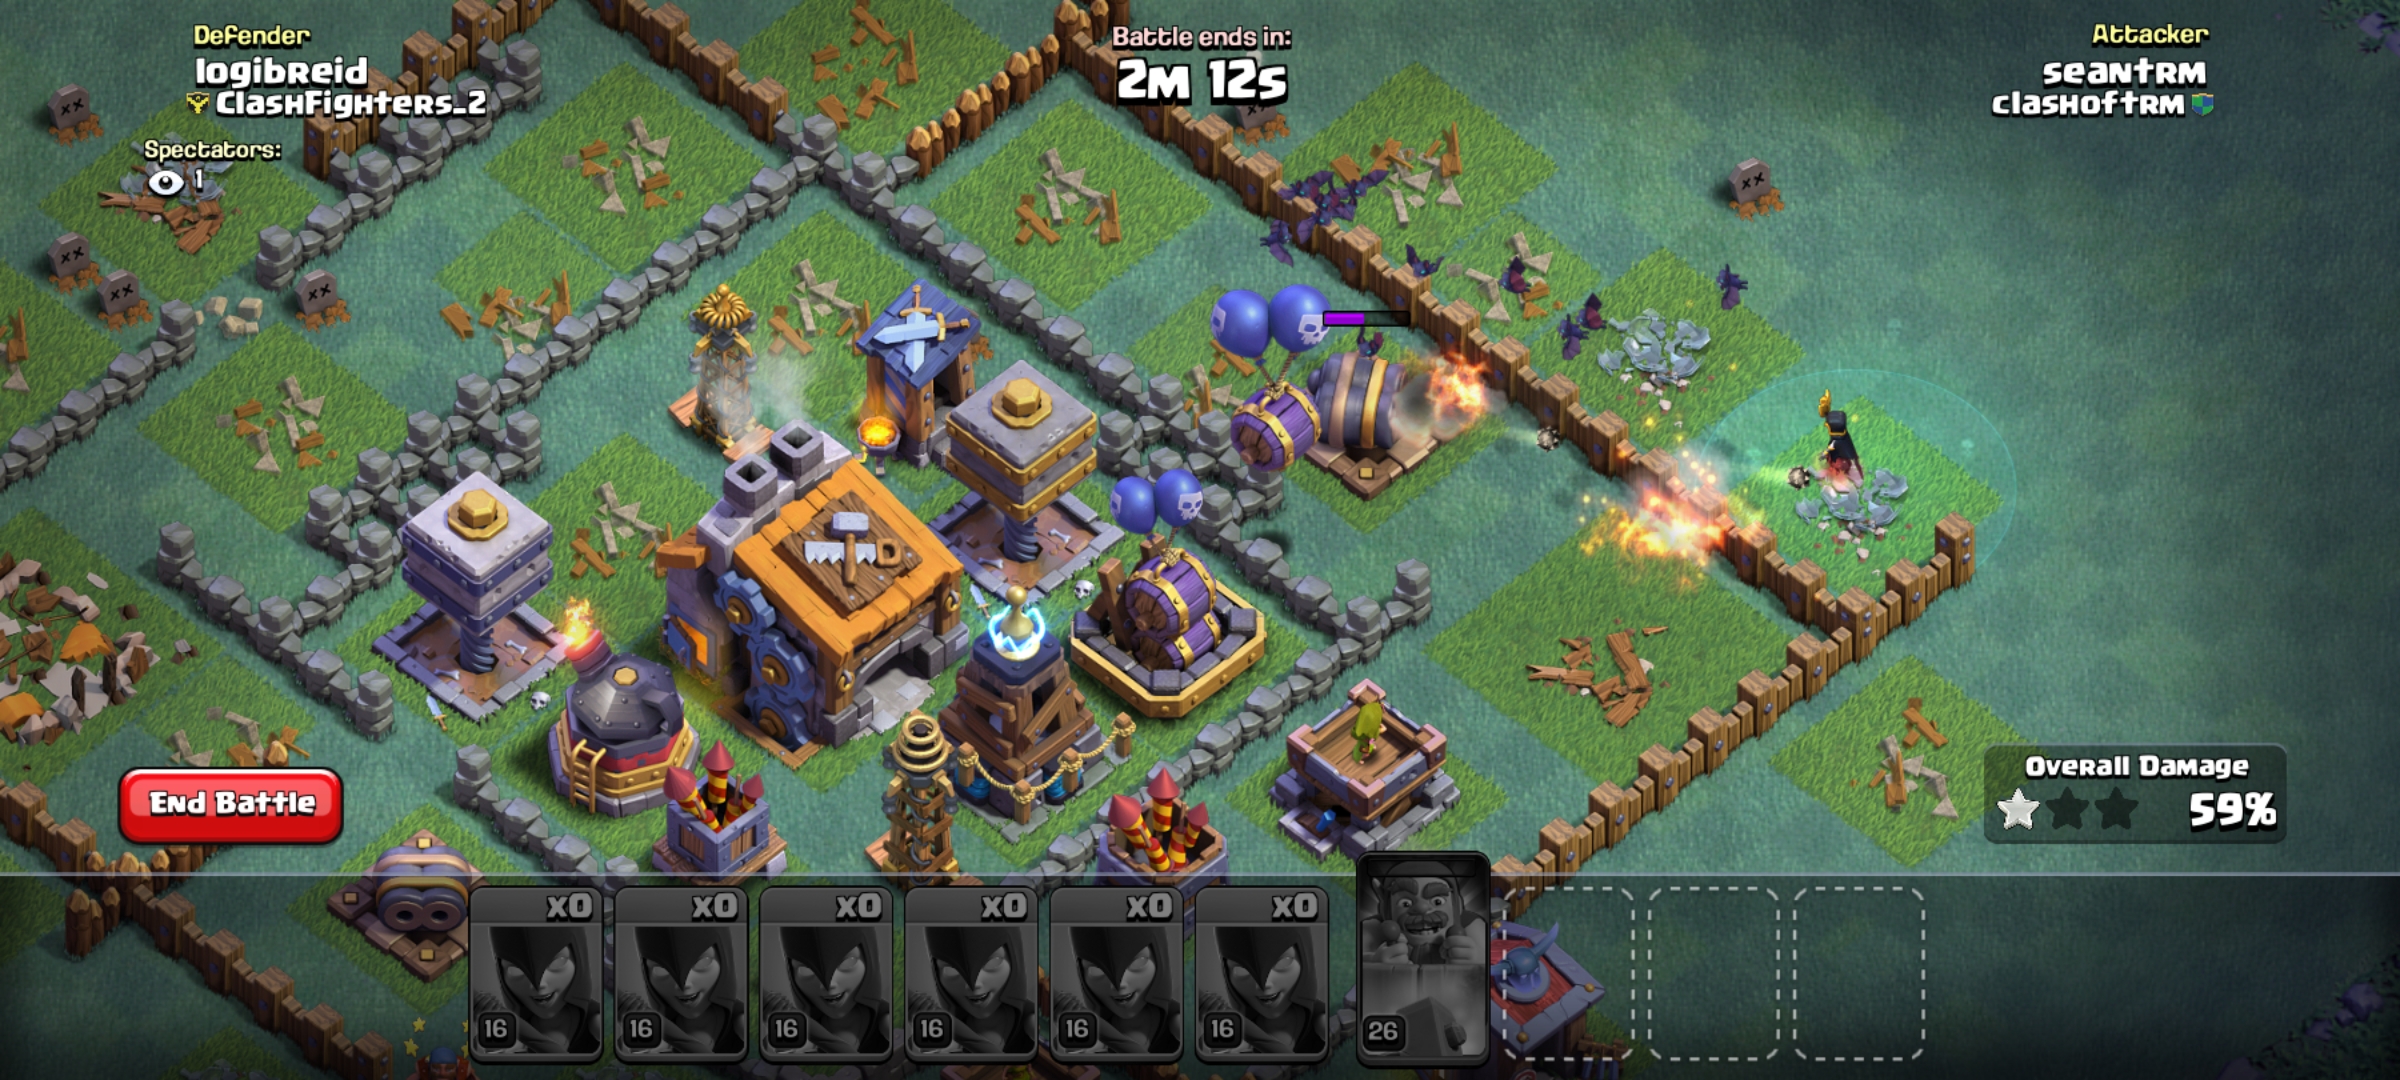 Defender
logibreid
ClashFighters_2
Spectators:
1
Battle ends in:
2M 12s
Attacker
seantrm
clashoftrm
End Battle
Overall Damage
59%
x0
x0
x0
x0
x0
x0
16
16
16
16
16
16
26